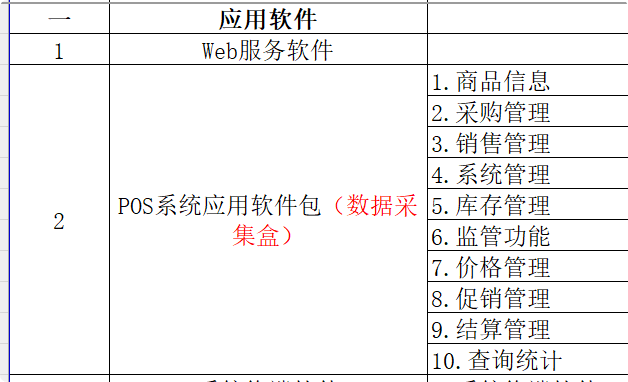 一
应用软件
1
Web服务软件
2
POS系统应用软件包（数据采
集盒）
1.商品信息
2.采购管理
3.销售管理
4.系统管理
5.库存管理
6.监管功能
7.价格管理
8.促销管理
9.结算管理
10.查询统计